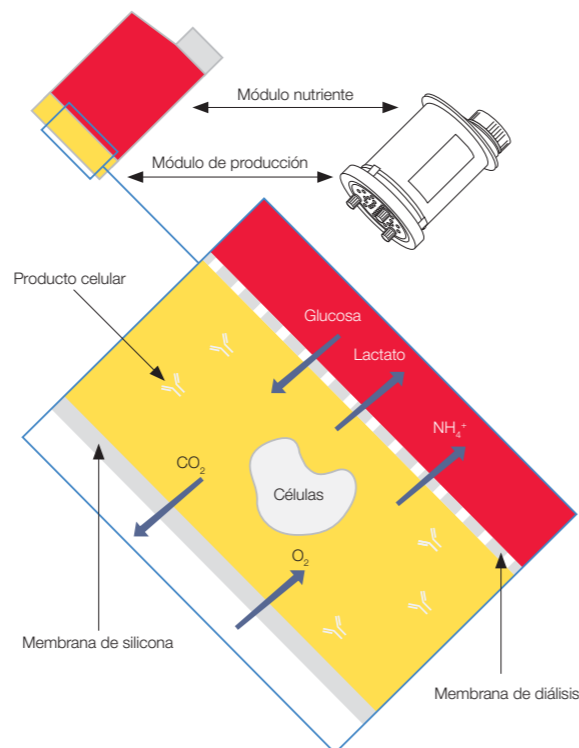 Módulo nutriente
Módulo de producción
Producto celular
Glucosa
Lactato
NH₄⁺
CO₂
Células
O₂
Membrana de silicona
Membrana de diálisis